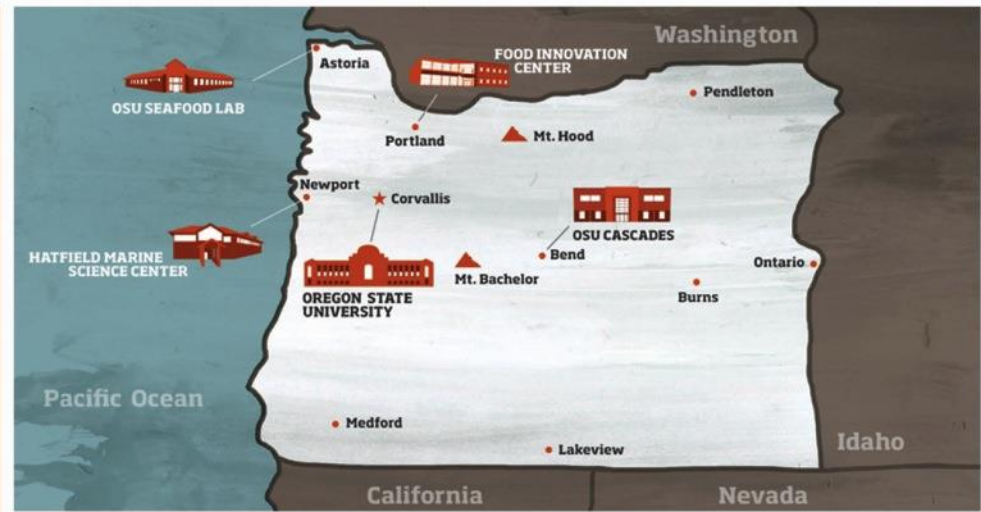 Washington
FOOD INNOVATION
CENTER
Astoria
OSU SEAFOOD LAB
Pendleton
Portland
Mt. Hood
Newport
Corvallis
HATFIELD MARINE
SCIENCE CENTER
OSU CASCADES
Bend
Ontario
Mt. Bachelor
OREGON STATE
UNIVERSITY
Burns
Pacific Ocean
Medford
Idaho
Lakeview
California
Nevada